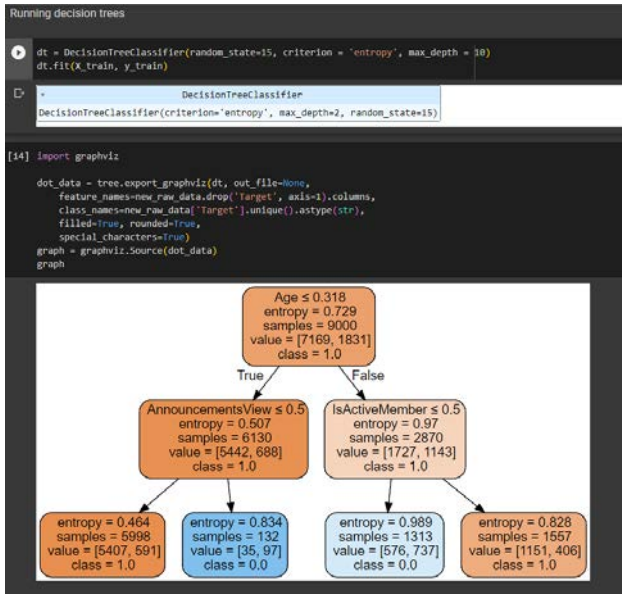 Running decision trees
dt = DecisionTreeClassifier(random_state=15, criterion = 'entropy', max_depth = 10)
dt.fit(X_train, y_train)
DecisionTreeClassifier
DecisionTreeClassifier(criterion='entropy', max_depth=2, random_state=15)
[14] import graphviz
dot_data = tree.export_graphviz(dt, out_file=None,
feature_names=new_raw_data.drop('Target', axis=1).columns,
class_names=new_raw_data['Target'].unique().astype(str),
filled=True, rounded=True,
special_characters=True)
graph = graphviz.Source(dot_data)
graph
Age ≤ 0.318
entropy = 0.729
samples = 9000
value = [7169, 1831]
class = 1.0
True
False
AnnouncementsView ≤ 0.5
entropy = 0.507
samples = 6130
value = [5442, 688]
class = 1.0
IsActiveMember ≤ 0.5
entropy = 0.97
samples = 2870
value = [1727, 1143]
class = 1.0
entropy = 0.464
samples = 5998
value = [5407, 591]
class = 1.0
entropy = 0.834
samples = 132
value = [35, 97]
class = 0.0
entropy = 0.989
samples = 1313
value = [576, 737]
class = 0.0
entropy = 0.828
samples = 1557
value = [1151, 406]
class = 1.0